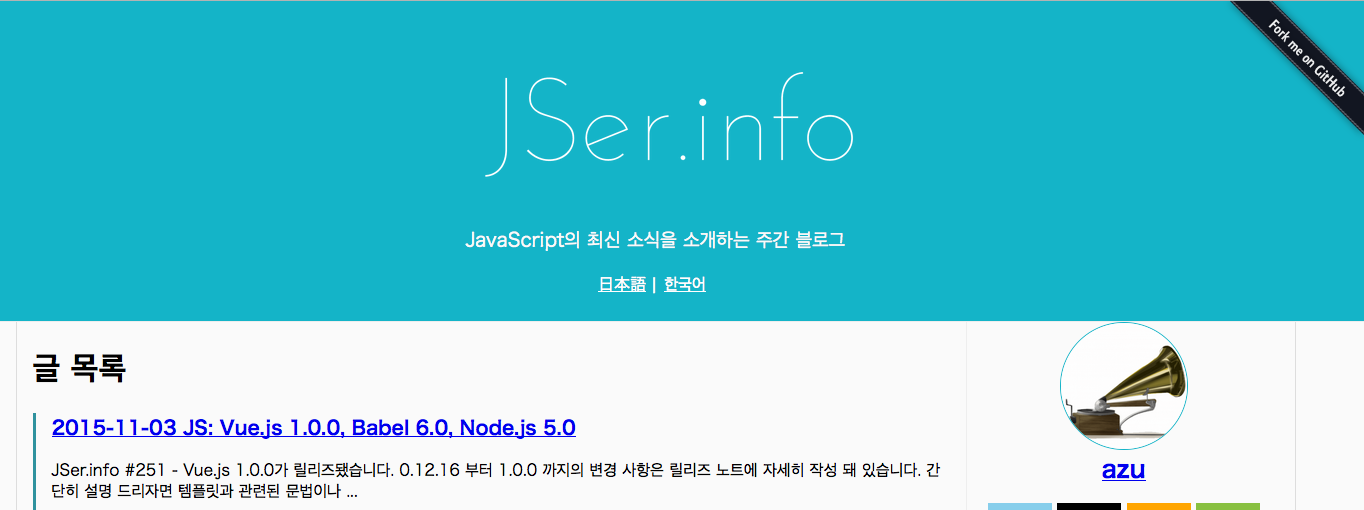 Fork me on GitHub
JSer.info
JavaScript의 최신 소식을 소개하는 주간 블로그
日本語 | 한국어
글 목록
2015-11-03 JS: Vue.js 1.0.0, Babel 6.0, Node.js 5.0
JSer.info #251 - Vue.js 1.0.0가 릴리즈됐습니다. 0.12.16 부터 1.0.0 까지의 변경 사항은 릴리즈 노트에 자세히 작성 돼 있습니다. 간
단히 설명 드리자면 템플릿과 관련된 문법이나 ...
azu